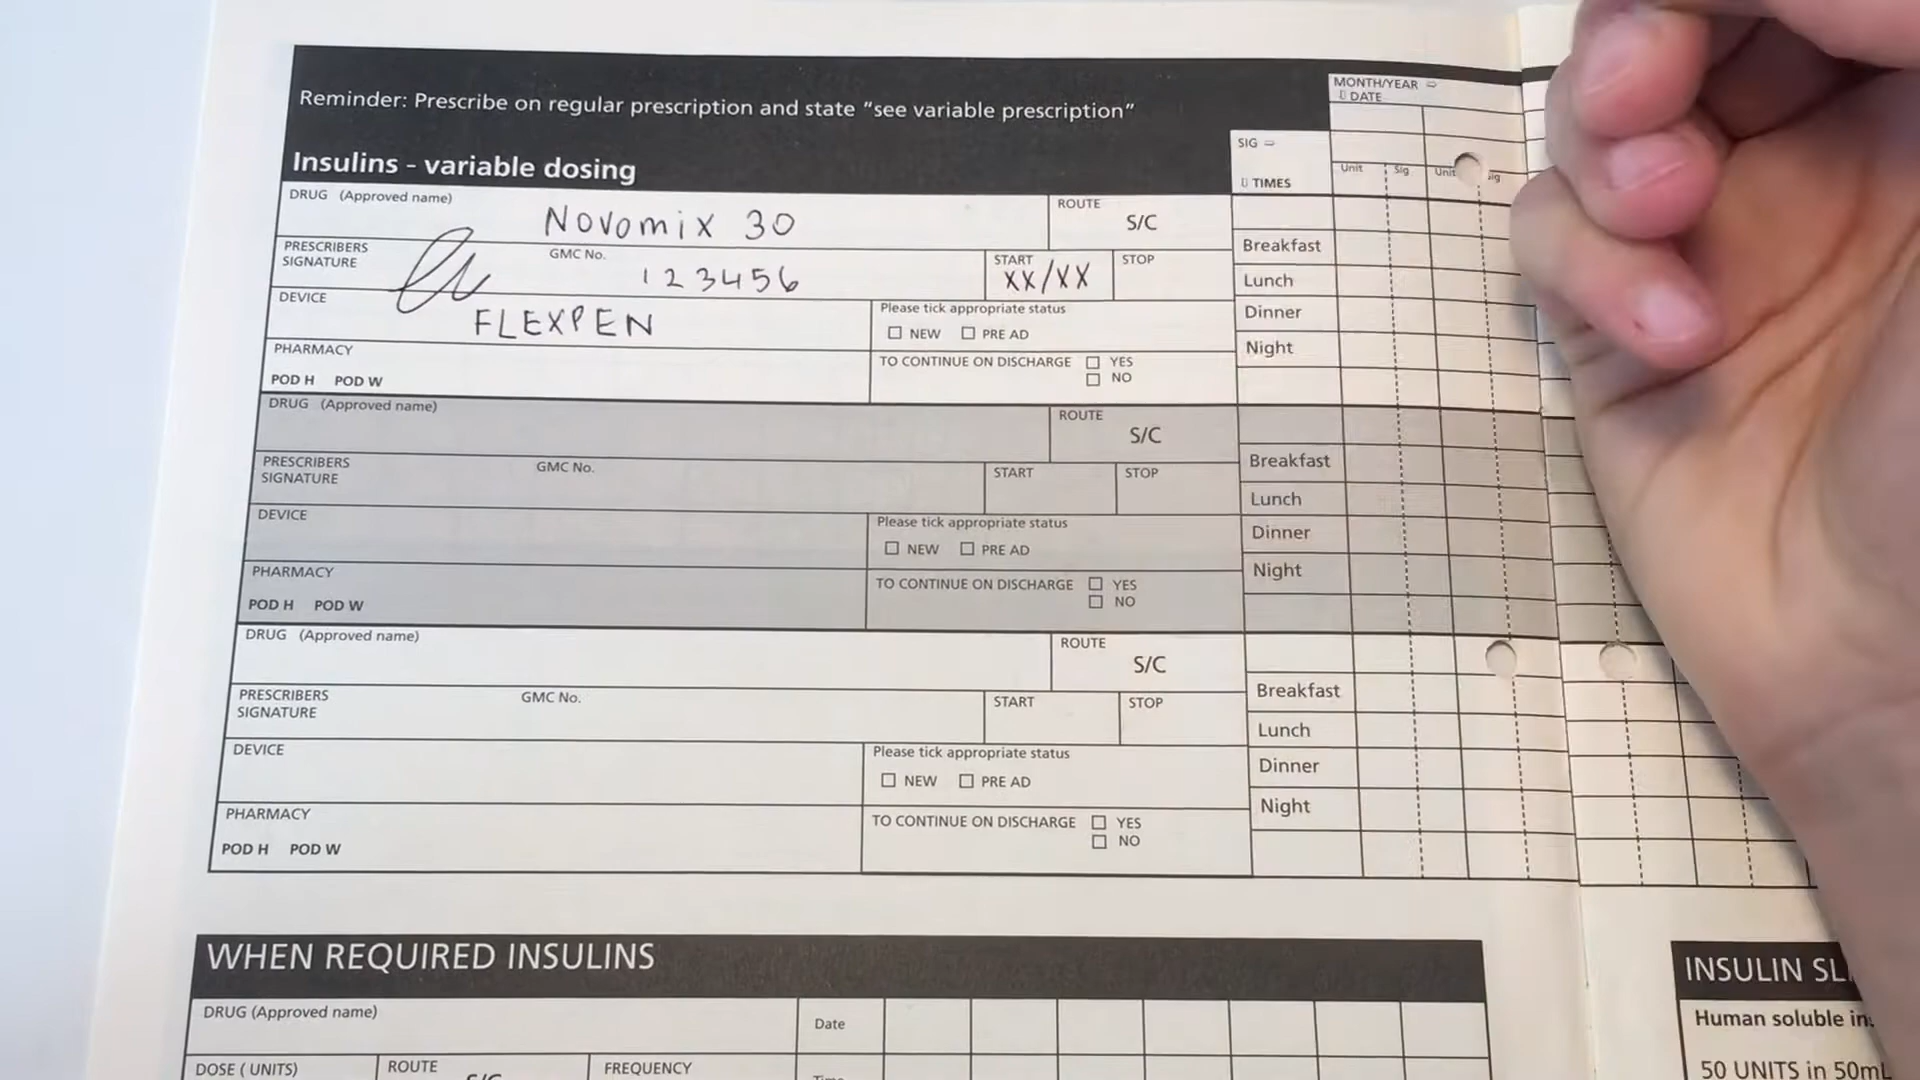 MONTH/YEAR ⇨
⇩ DATE
Reminder: Prescribe on regular prescription and state “see variable prescription”
SIG ⇨
Insulins - variable dosing
⇩ TIMES
Unit Sig Unit
DRUG (Approved name) Novomix 30
ROUTE S/C
PRESCRIBERS SIGNATURE
GMC No. 123456
START XX/XX
STOP
DEVICE FLEXPEN
Please tick appropriate status
☐ NEW ☐ PRE AD
PHARMACY
POD H POD W
TO CONTINUE ON DISCHARGE ☐ YES
☐ NO
Breakfast
Lunch
Dinner
Night
DRUG (Approved name)
ROUTE S/C
PRESCRIBERS SIGNATURE
GMC No.
START
STOP
DEVICE
Please tick appropriate status
☐ NEW ☐ PRE AD
PHARMACY
POD H POD W
TO CONTINUE ON DISCHARGE ☐ YES
☐ NO
Breakfast
Lunch
Dinner
Night
DRUG (Approved name)
ROUTE S/C
PRESCRIBERS SIGNATURE
GMC No.
START
STOP
DEVICE
Please tick appropriate status
☐ NEW ☐ PRE AD
PHARMACY
POD H POD W
TO CONTINUE ON DISCHARGE ☐ YES
☐ NO
Breakfast
Lunch
Dinner
Night
WHEN REQUIRED INSULINS
DRUG (Approved name)
Date
DOSE ( UNITS)
ROUTE
FREQUENCY
INSULIN
Human soluble
50 UNITS in 50mL